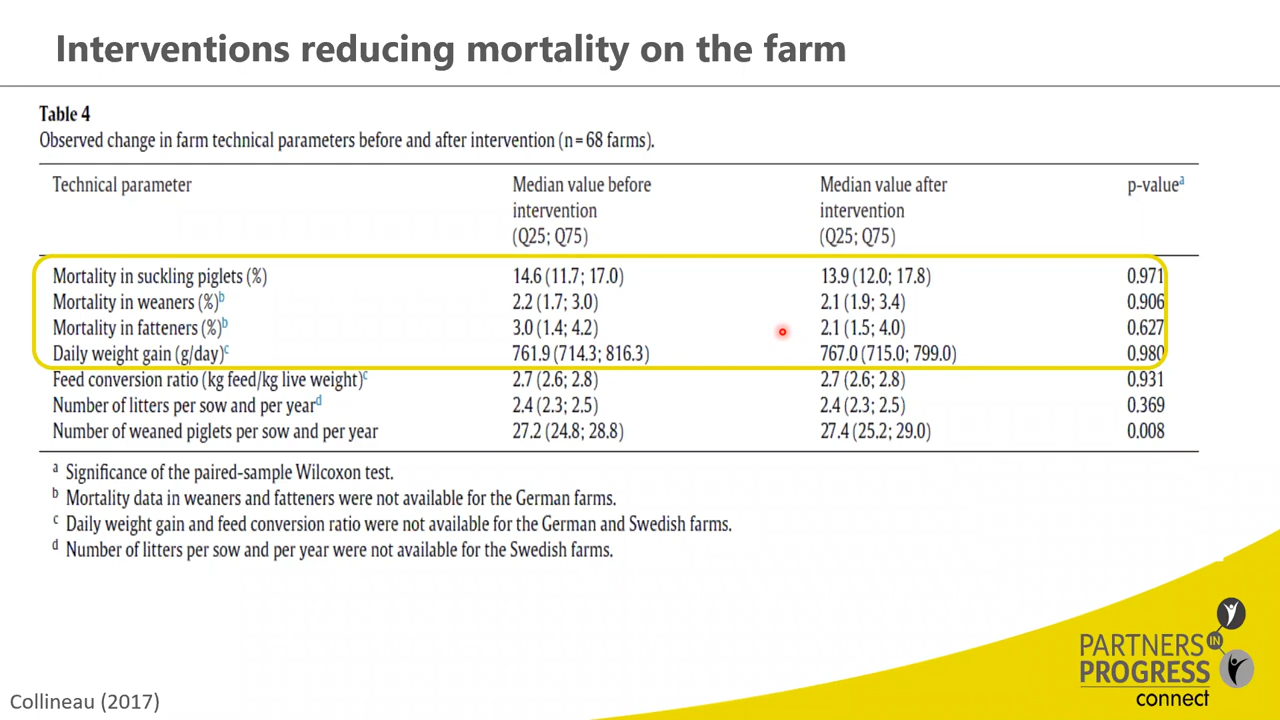 Interventions reducing mortality on the farm
Table 4
Observed change in farm technical parameters before and after intervention (n = 68 farms).
Technical parameter Median value before intervention (Q25; Q75) Median value after intervention (Q25; Q75) p-valueᵃ
Mortality in suckling piglets (%) 14.6 (11.7; 17.0) 13.9 (12.0; 17.8) 0.971
Mortality in weaners (%)ᵇ 2.2 (1.7; 3.0) 2.1 (1.9; 3.4) 0.906
Mortality in fatteners (%)ᵇ 3.0 (1.4; 4.2) 2.1 (1.5; 4.0) 0.627
Daily weight gain (g/day)ᶜ 761.9 (714.3; 816.3) 767.0 (715.0; 799.0) 0.980
Feed conversion ratio (kg feed/kg live weight)ᶜ 2.7 (2.6; 2.8) 2.7 (2.6; 2.8) 0.931
Number of litters per sow and per yearᵈ 2.4 (2.3; 2.5) 2.4 (2.3; 2.5) 0.369
Number of weaned piglets per sow and per year 27.2 (24.8; 28.8) 27.4 (25.2; 29.0) 0.008
ᵃ Significance of the paired-sample Wilcoxon test.
ᵇ Mortality data in weaners and fatteners were not available for the German farms.
ᶜ Daily weight gain and feed conversion ratio were not available for the German and Swedish farms.
ᵈ Number of litters per sow and per year were not available for the Swedish farms.
PARTNERS IN
PROGRESS
connect
Collineau (2017)